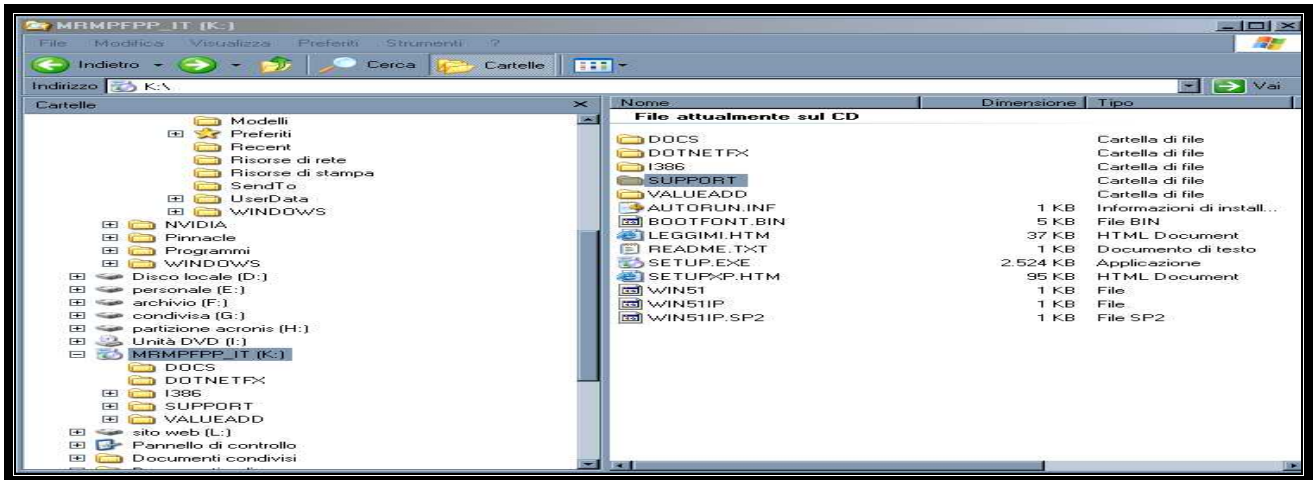 MRMPFPP_IT (K:)
File Modifica Visualizza Preferiti Strumenti ?
Indietro Cerca Cartelle
Indirizzo K:\ Vai
Cartelle
Modelli
Preferiti
Recent
Risorse di rete
Risorse di stampa
SendTo
UserData
WINDOWS
NVIDIA
Pinnacle
Programmi
WINDOWS
Disco locale (D:)
personale (E:)
archivio (F:)
condivisa (G:)
partizione acronis (H:)
Unità DVD (I:)
MRMPFPP_IT (K:)
DOCS
DOTNETFX
I386
SUPPORT
VALUEADD
sito web (L:)
Pannello di controllo
Documenti condivisi
Nome Dimensione Tipo
File attualmente sul CD
DOCS Cartella di file
DOTNETFX Cartella di file
I386 Cartella di file
SUPPORT Cartella di file
VALUEADD Cartella di file
AUTORUN.INF 1 KB Informazioni di install...
BOOTFONT.BIN 5 KB File BIN
LEGGIMI.HTM 37 KB HTML Document
README.TXT 1 KB Documento di testo
SETUP.EXE 2.524 KB Applicazione
SETUPXP.HTM 95 KB HTML Document
WIN51 1 KB File
WIN51IP 1 KB File
WIN51IP.SP2 1 KB File SP2